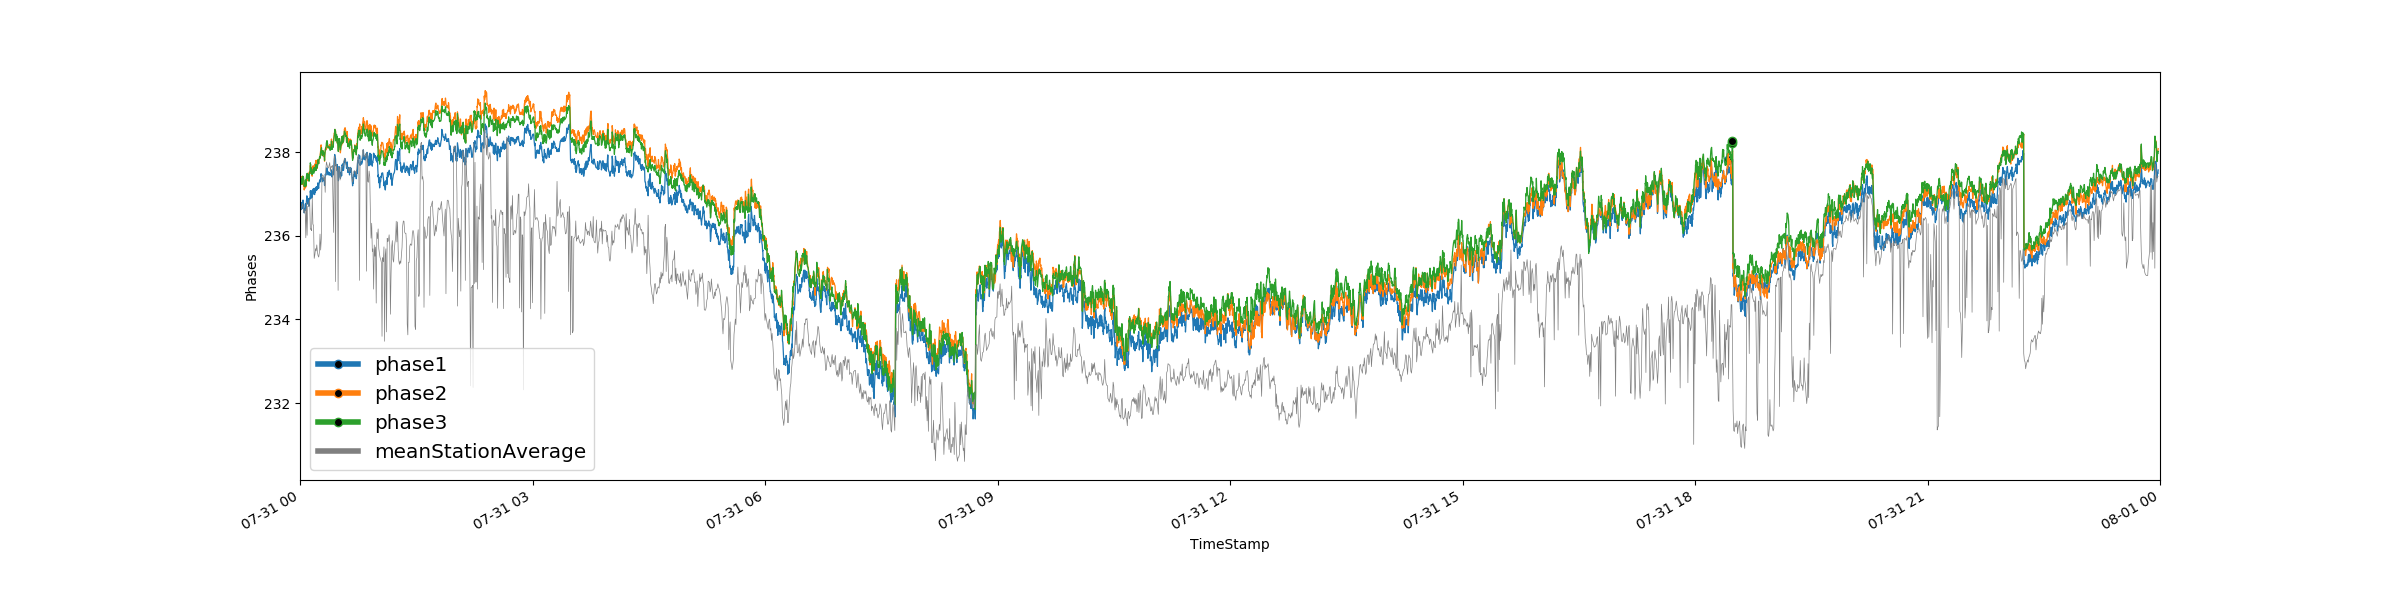 Phases
238
236
234
232
phase1
phase2
phase3
meanStationAverage
07-31 00
07-31 03
07-31 06
07-31 09
07-31 12
07-31 15
07-31 18
07-31 21
08-01 00
TimeStamp